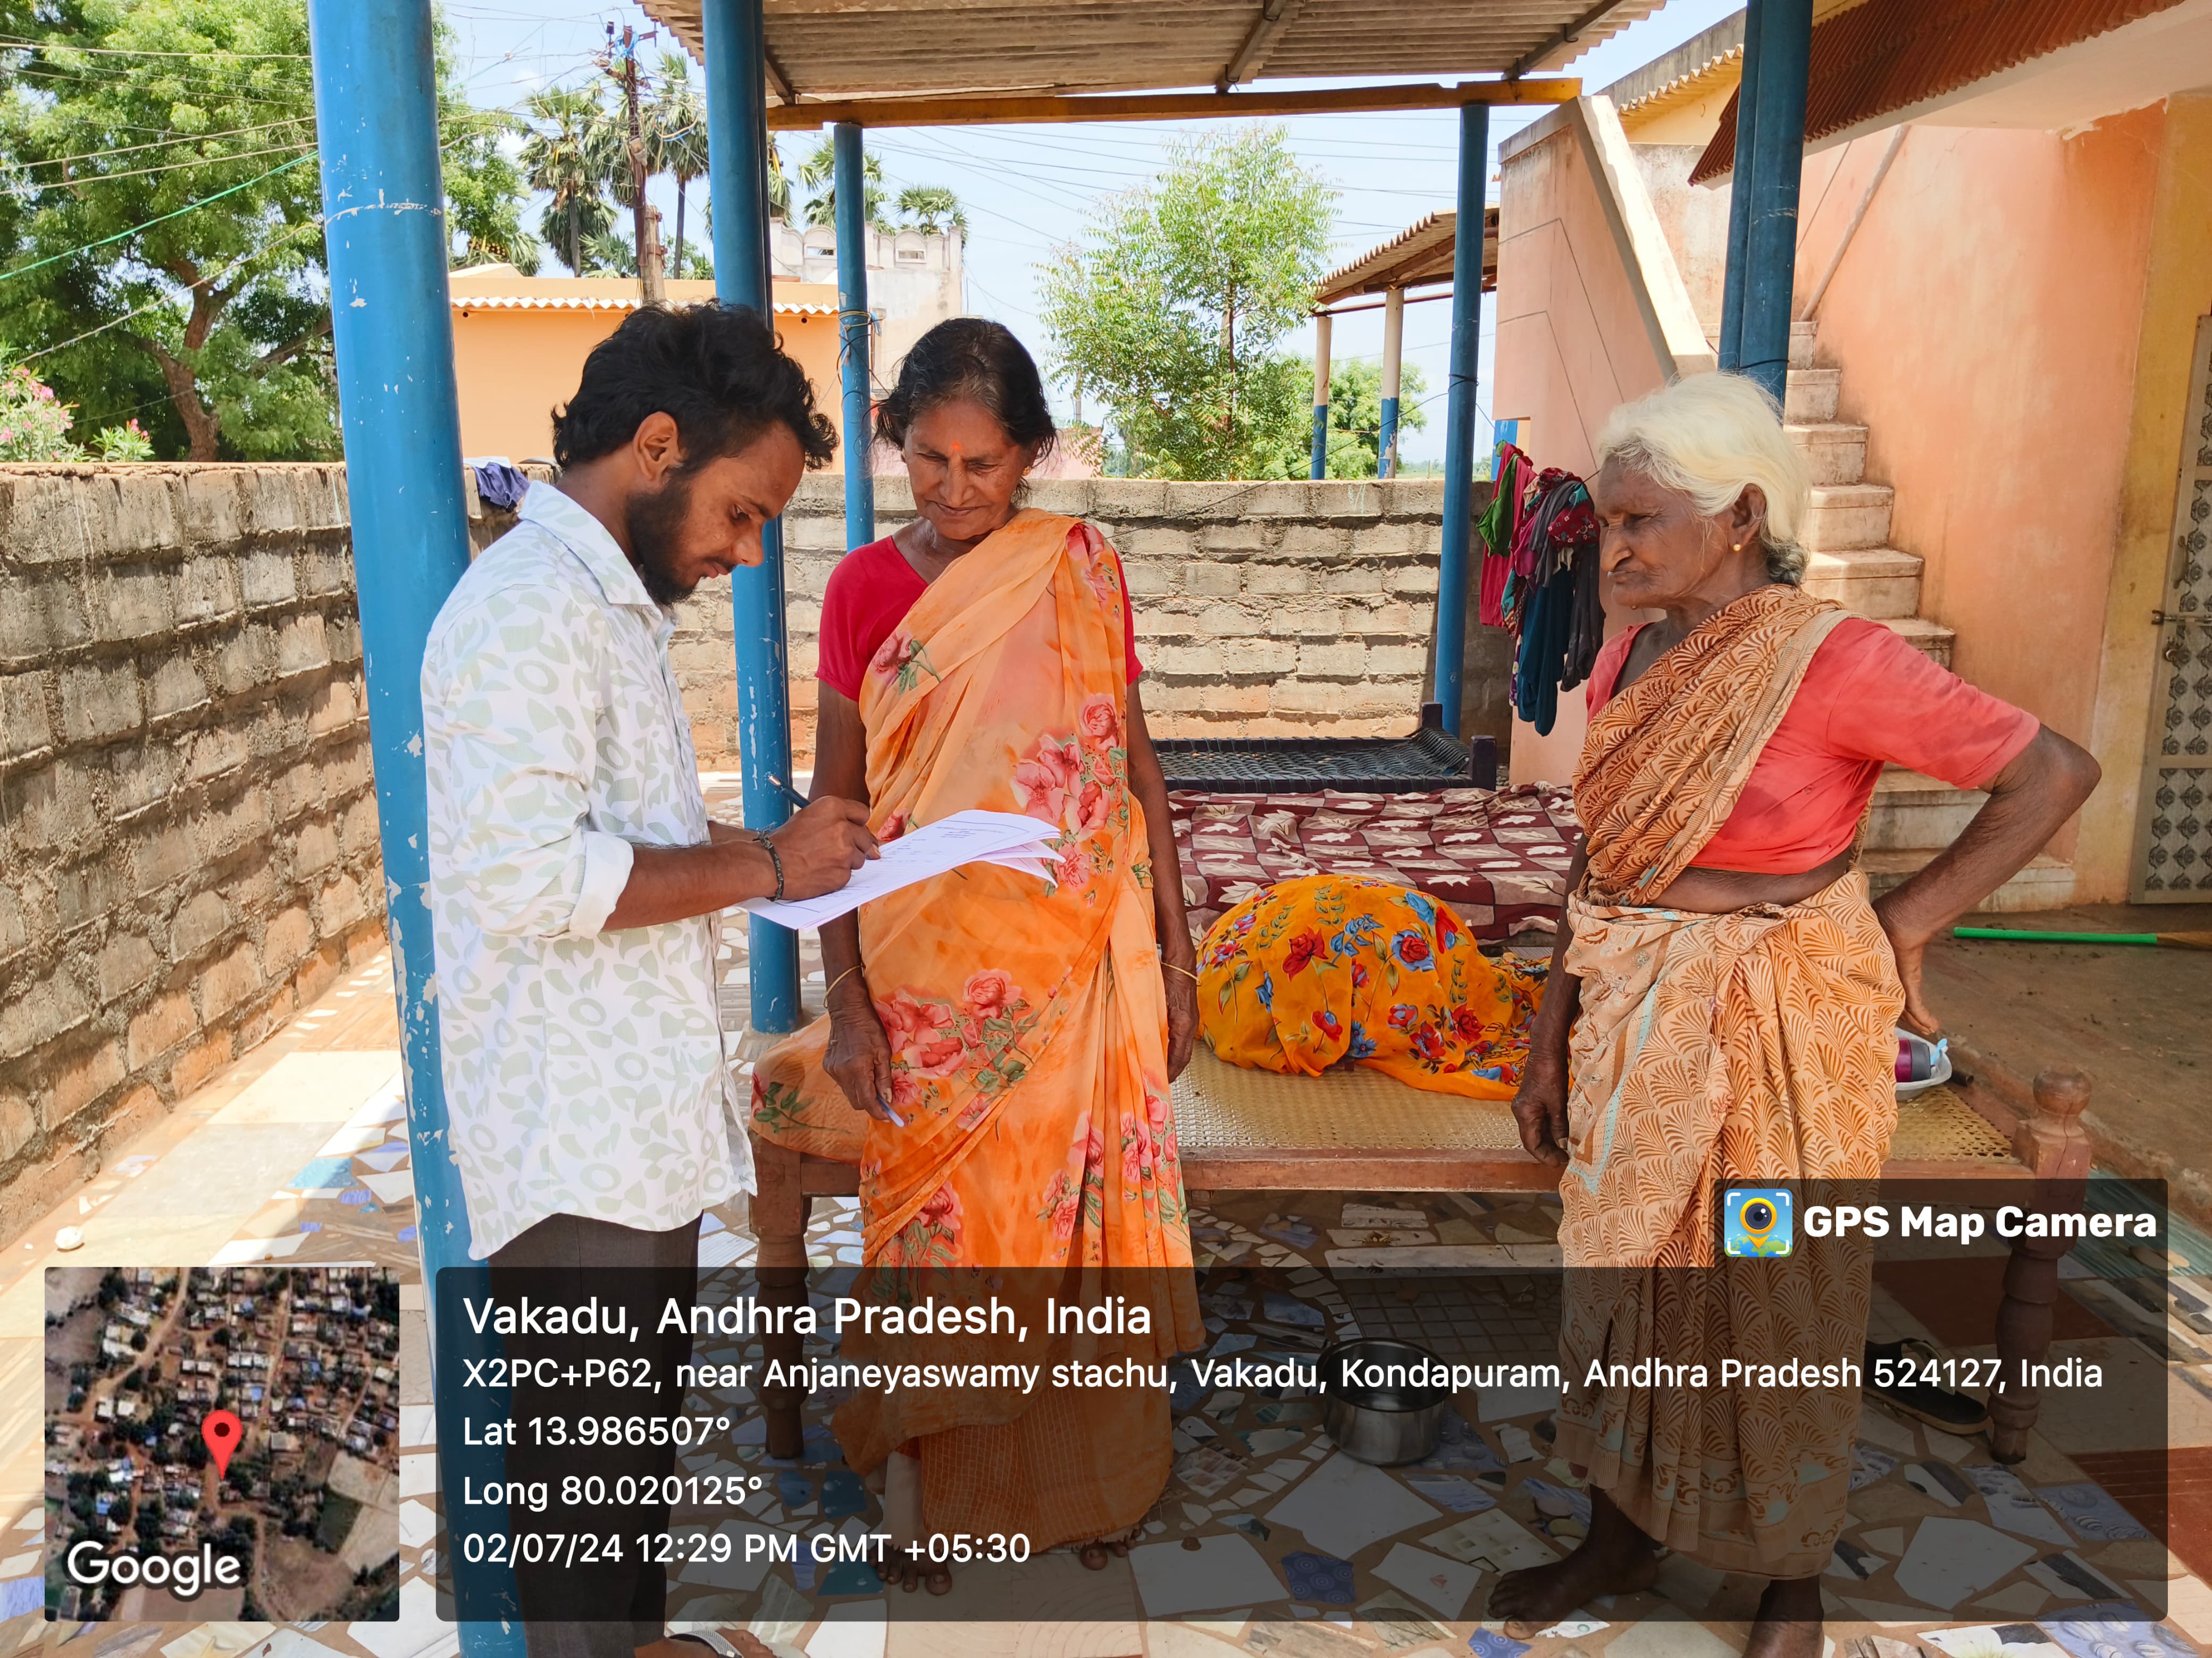 GPS Map Camera
Vakadu, Andhra Pradesh, India
X2PC+P62, near Anjaneyaswamy stachu, Vakadu, Kondapuram, Andhra Pradesh 524127, India
Lat 13.986507°
Long 80.020125°
02/07/24 12:29 PM GMT +05:30
Google